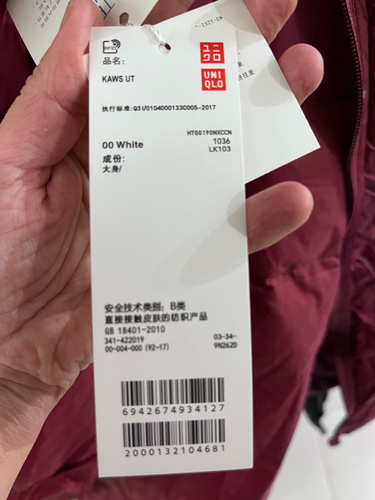 品名:
ユニ
クロ
UNI
QLO
KAWS UT
执行标准:Q31/01040001330005-2017
HT00190NXCCN
00 White 1036
LK103
成份:
大身/
安全技术类别: B类
直接接触皮肤的纺织产品
GB 18401-2010
341-422019 03-34-
00-004-000 (92-17) 9N262D
6942674934127
2000132104681